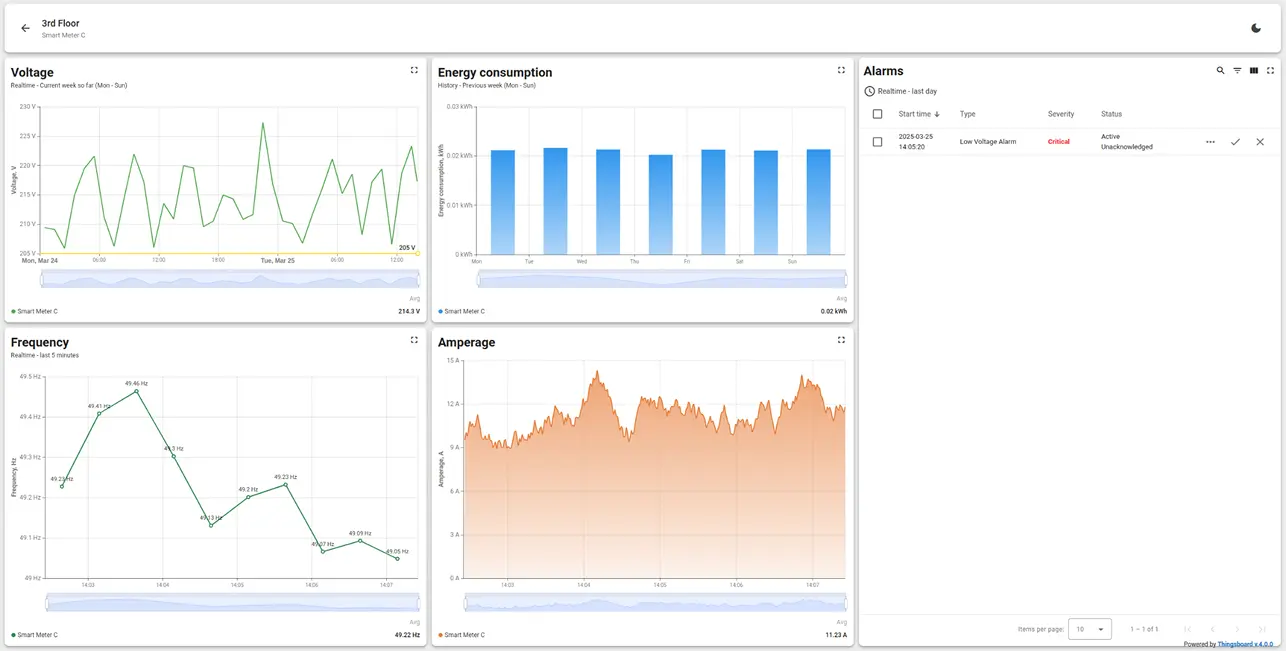 3rd Floor
Smart Meter C
Voltage
Realtime - Current week so far (Mon - Sun)
230 V
225 V
220 V
215 V
210 V
205 V
Voltage, V
205 V
Mon, Mar 24
06:00
12:00
18:00
Tue, Mar 25
06:00
12:00
Avg
Smart Meter C
214.3 V
Energy consumption
History - Previous week (Mon - Sun)
0.03 kWh
0.02 kWh
0.01 kWh
0 kWh
Energy consumption, kWh
Mon
Tue
Wed
Thu
Fri
Sat
Sun
Avg
Smart Meter C
0.02 kWh
Alarms
Realtime - last day
Start time
Type
Severity
Status
2025-03-25
14:05:20
Low Voltage Alarm
Critical
Active
Unacknowledged
Frequency
Realtime - last 5 minutes
49.5 Hz
49.4 Hz
49.3 Hz
49.2 Hz
49.1 Hz
49 Hz
Frequency, Hz
49.23 Hz
49.41 Hz
49.46 Hz
49.3 Hz
49.13 Hz
49.2 Hz
49.23 Hz
49.07 Hz
49.09 Hz
49.05 Hz
14:03
14:04
14:05
14:06
14:07
Avg
Smart Meter C
49.22 Hz
Amperage
15 A
12 A
9 A
6 A
3 A
0 A
Amperage, A
14:03
14:04
14:05
14:06
14:07
Avg
Smart Meter C
11.23 A
Items per page:
10
1 – 1 of 1
Powered by Thingsboard v.4.0.0